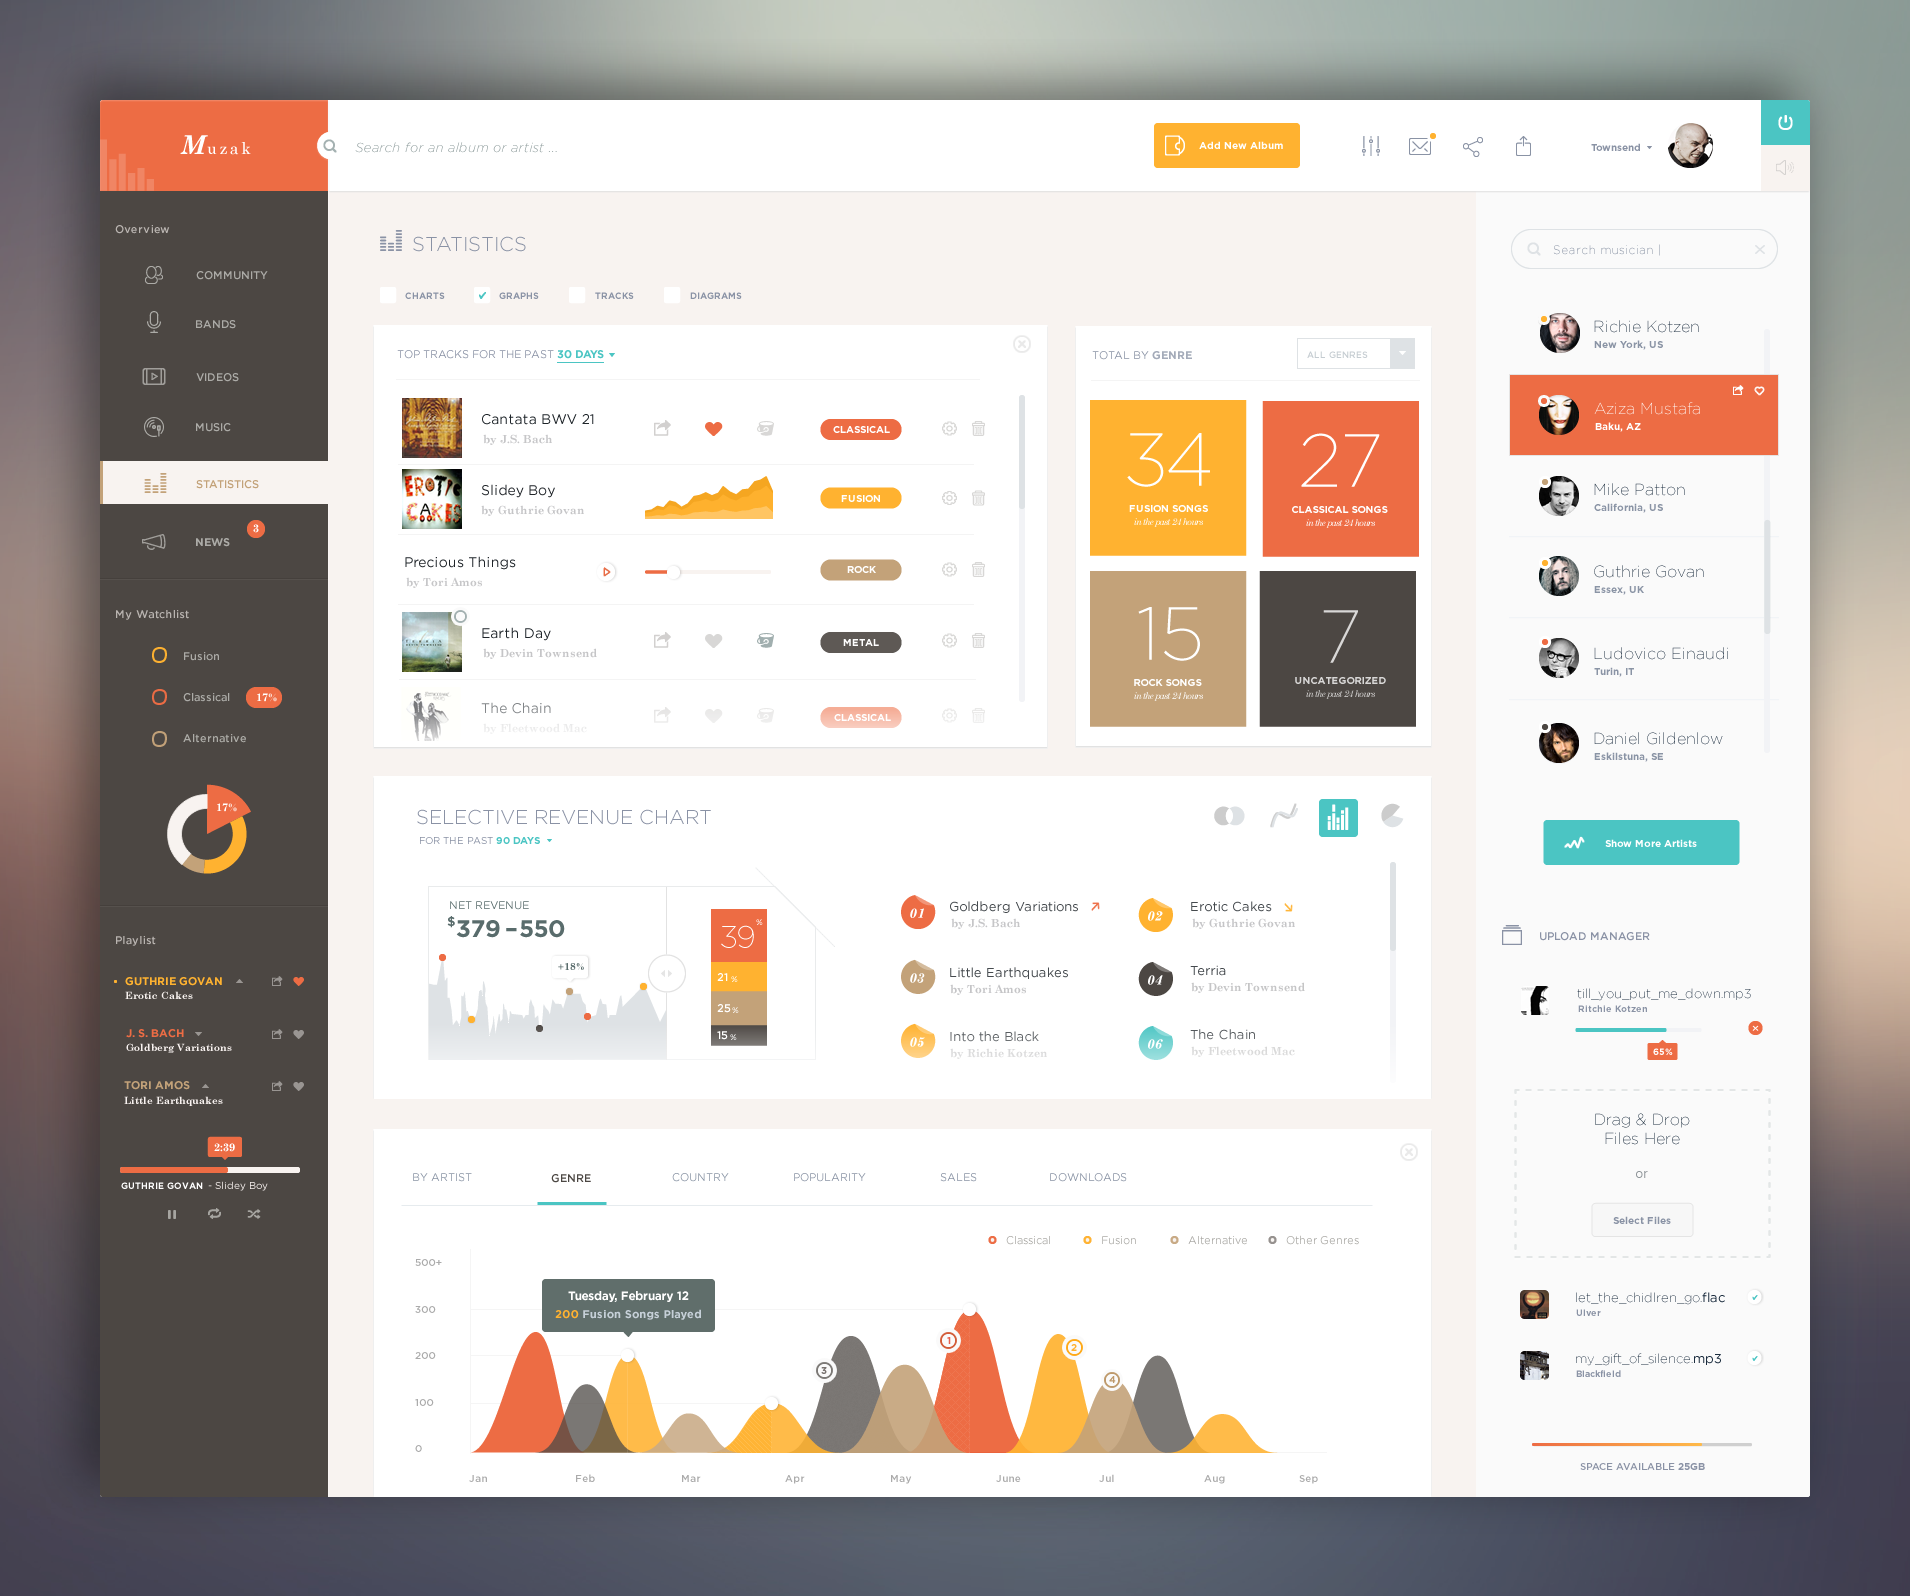 Muzak
Search for an album or artist ...
Add New Album
Townsend
Overview
COMMUNITY
BANDS
VIDEOS
MUSIC
STATISTICS
NEWS
3
My Watchlist
Fusion
Classical
17%
Alternative
17%
Playlist
GUTHRIE GOVAN
Erotic Cakes
J. S. BACH
Goldberg Variations
TORI AMOS
Little Earthquakes
2:39
GUTHRIE GOVAN - Slidey Boy
STATISTICS
CHARTS
GRAPHS
TRACKS
DIAGRAMS
TOP TRACKS FOR THE PAST 30 DAYS
Cantata BWV 21
by J.S. Bach
CLASSICAL
EROTIC
CAKES
Slidey Boy
by Guthrie Govan
FUSION
Precious Things
by Tori Amos
ROCK
TERRIA
Earth Day
by Devin Townsend
METAL
The Chain
by Fleetwood Mac
CLASSICAL
TOTAL BY GENRE
ALL GENRES
34
FUSION SONGS
in the past 24 hours
27
CLASSICAL SONGS
in the past 24 hours
15
ROCK SONGS
in the past 24 hours
7
UNCATEGORIZED
in the past 24 hours
SELECTIVE REVENUE CHART
FOR THE PAST 90 DAYS
NET REVENUE
$379–550
+18%
39%
21%
25%
15%
01
Goldberg Variations
by J.S. Bach
02
Erotic Cakes
by Guthrie Govan
03
Little Earthquakes
by Tori Amos
04
Terria
by Devin Townsend
05
Into the Black
by Richie Kotzen
06
The Chain
by Fleetwood Mac
BY ARTIST
GENRE
COUNTRY
POPULARITY
SALES
DOWNLOADS
Classical
Fusion
Alternative
Other Genres
500+
300
200
100
0
Tuesday, February 12
200 Fusion Songs Played
3
1
2
4
Jan
Feb
Mar
Apr
May
June
Jul
Aug
Sep
Search musician |
Richie Kotzen
New York, US
Aziza Mustafa
Baku, AZ
Mike Patton
California, US
Guthrie Govan
Essex, UK
Ludovico Einaudi
Turin, IT
Daniel Gildenlow
Eskilstuna, SE
Show More Artists
UPLOAD MANAGER
till_you_put_me_down.mp3
Ritchie Kotzen
65%
Drag & Drop
Files Here
or
Select Files
let_the_chidlren_go.flac
Ulver
my_gift_of_silence.mp3
Blackfield
SPACE AVAILABLE 25GB